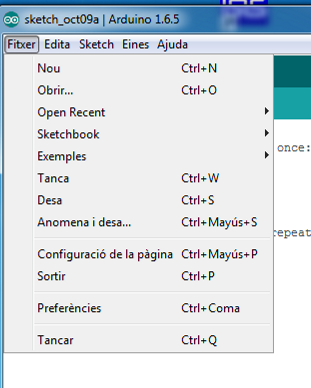 sketch_oct09a | Arduino 1.6.5
Fitxer Edita Sketch Eines Ajuda
Nou Ctrl+N
Obrir... Ctrl+O
Open Recent
Sketchbook
Exemples
once:
Tanca Ctrl+W
Desa Ctrl+S
Anomena i desa... Ctrl+Mayús+S
repeat
Configuració de la pàgina Ctrl+Mayús+P
Sortir Ctrl+P
Preferències Ctrl+Coma
Tancar Ctrl+Q